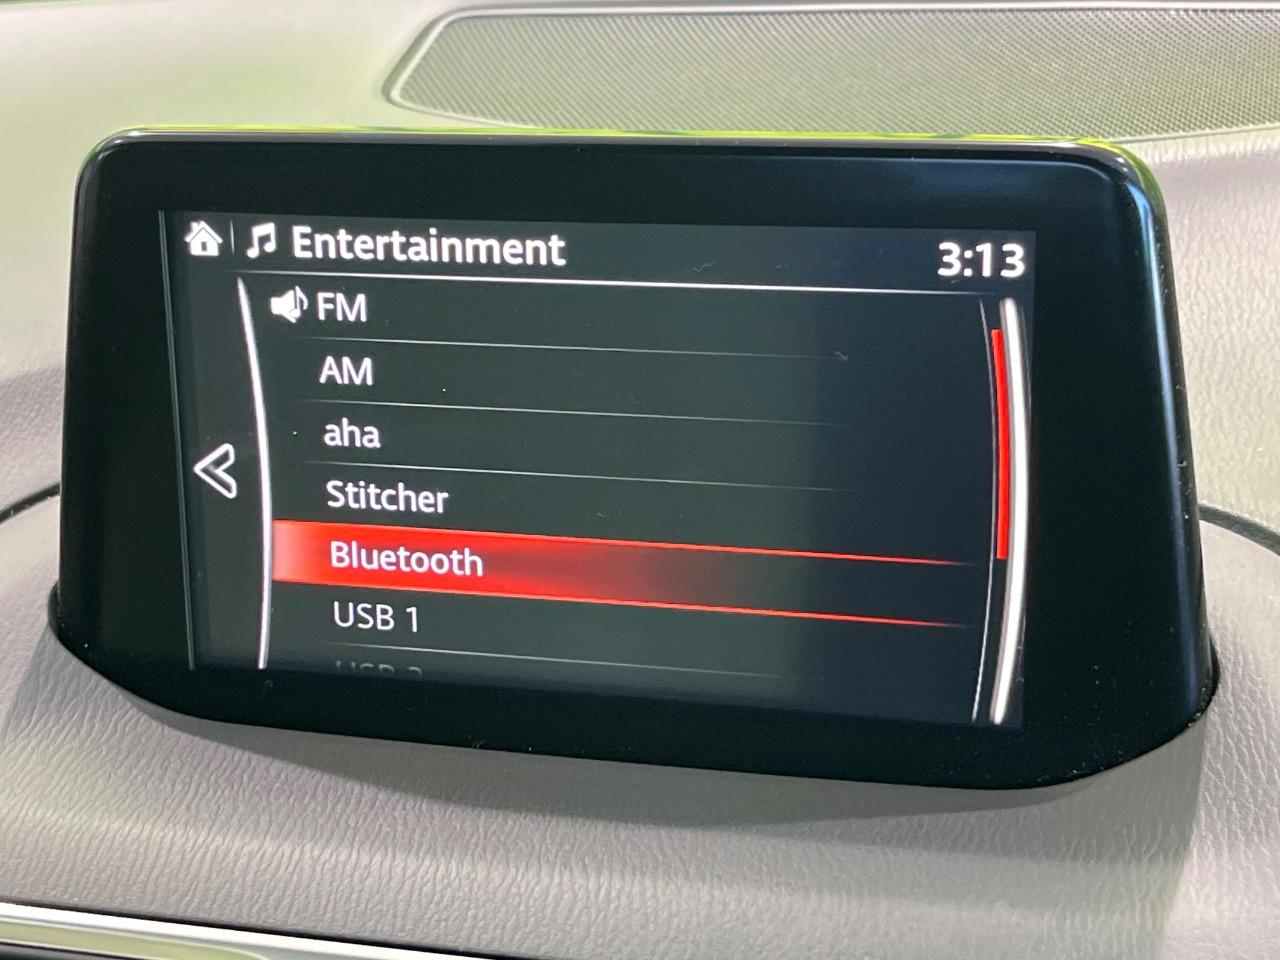 Entertainment
3:13
FM
AM
aha
Stitcher
Bluetooth
USB 1